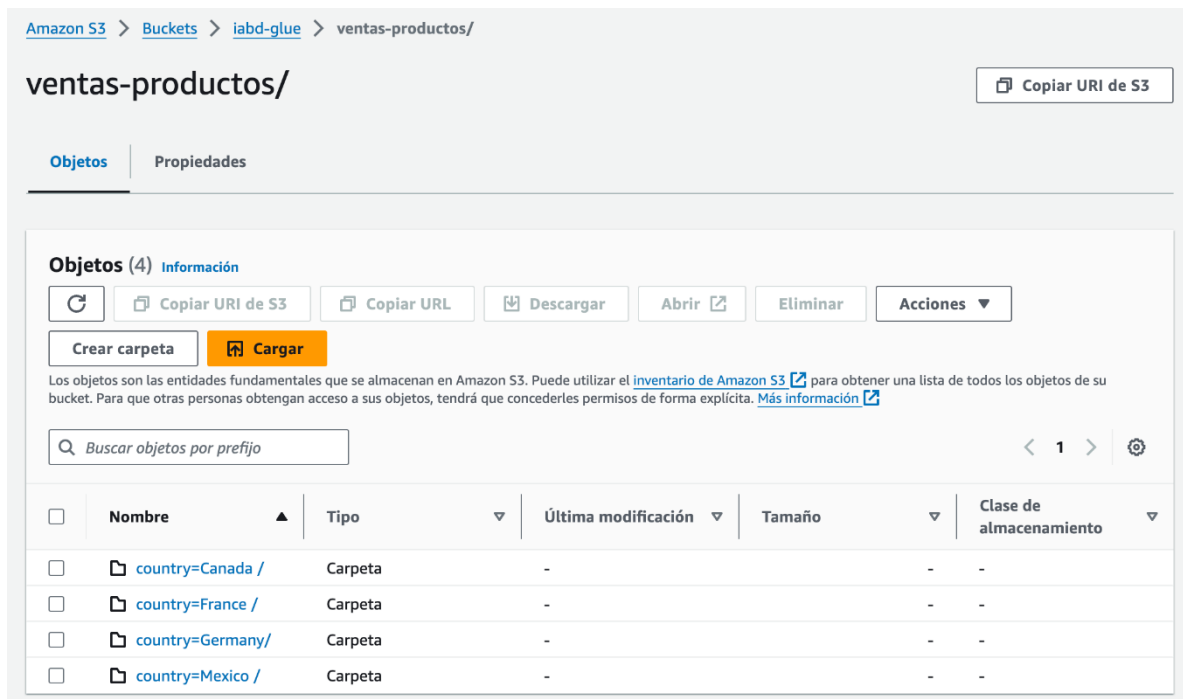 Amazon S3 > Buckets > iabd-glue > ventas-productos/
ventas-productos/
Copiar URI de S3
Objetos Propiedades
Objetos (4) Información
Copiar URI de S3 Copiar URL Descargar Abrir Eliminar Acciones
Crear carpeta Cargar
Los objetos son las entidades fundamentales que se almacenan en Amazon S3. Puede utilizar el inventario de Amazon S3 para obtener una lista de todos los objetos de su
bucket. Para que otras personas obtengan acceso a sus objetos, tendrá que concederles permisos de forma explícita. Más información
Buscar objetos por prefijo < 1 >
Nombre Tipo Última modificación Tamaño Clase de
almacenamiento
country=Canada / Carpeta - - -
country=France / Carpeta - - -
country=Germany/ Carpeta - - -
country=Mexico / Carpeta - - -